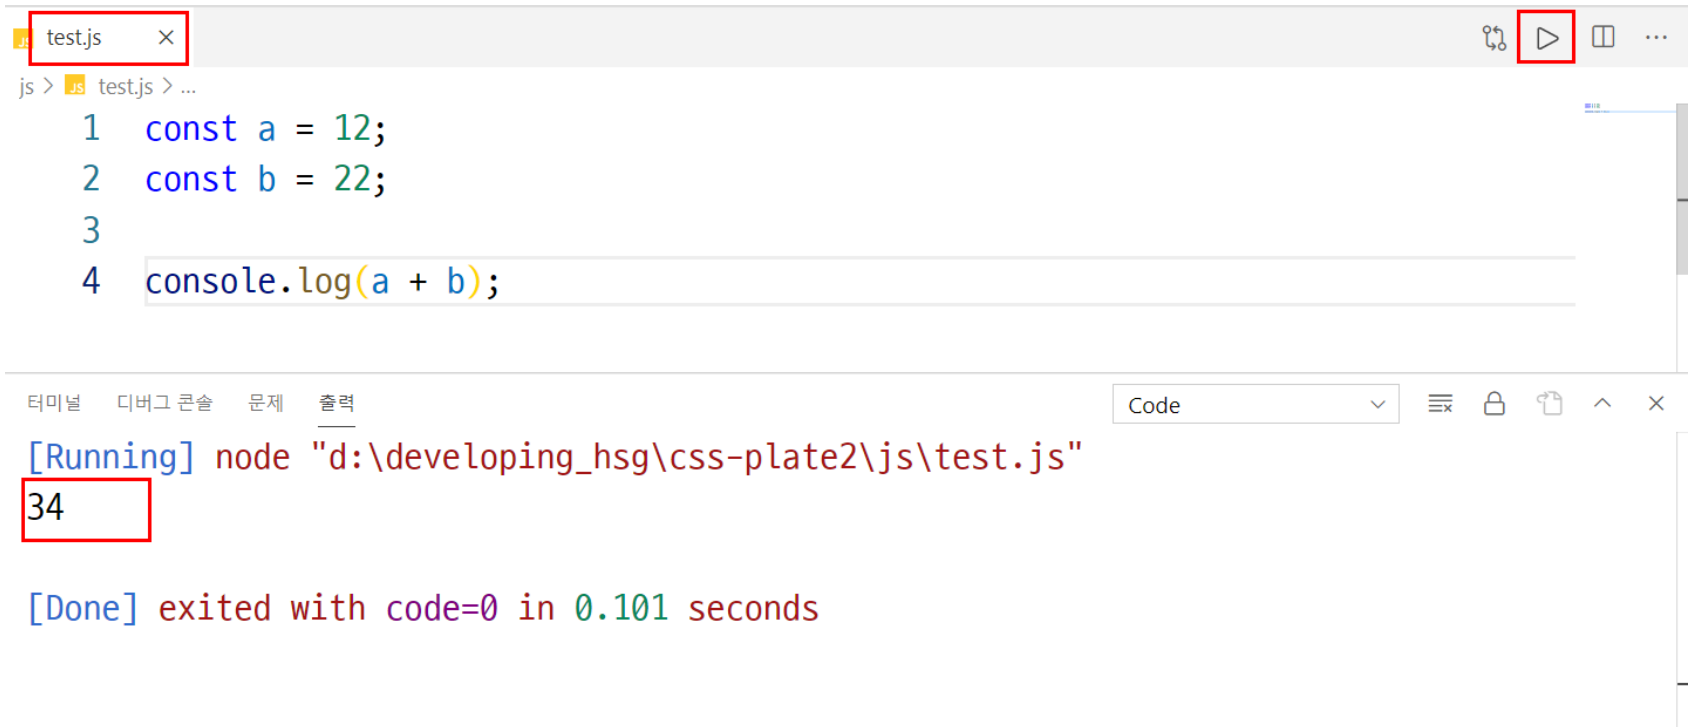 JS test.js
js > JS test.js > ...
1 const a = 12;
2 const b = 22;
3
4 console.log(a + b);
터미널 디버그 콘솔 문제 출력 Code
[Running] node "d:\developing_hsg\css-plate2\js\test.js"
34
[Done] exited with code=0 in 0.101 seconds